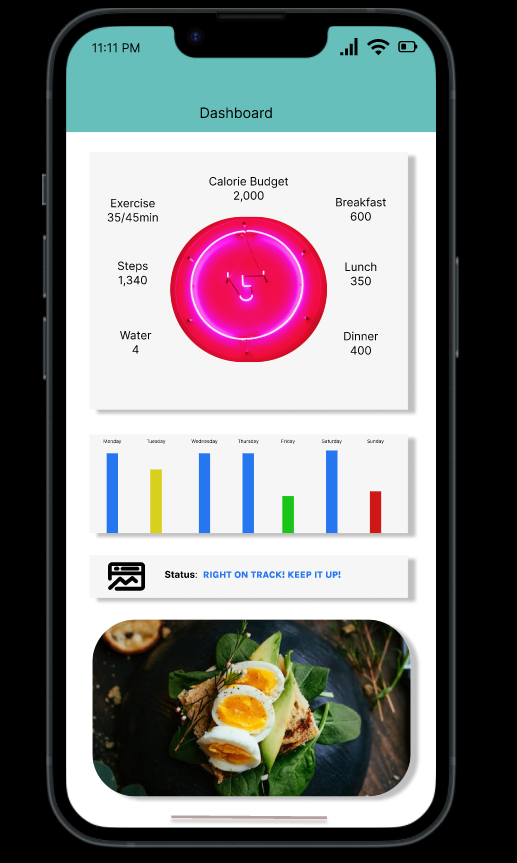 11:11 PM
Dashboard
Calorie Budget
2,000
Exercise
35/45min
Breakfast
600
Steps
1,340
Lunch
350
Water
4
Dinner
400
Monday Tuesday Wednesday Thursday Friday Saturday Sunday
Status: RIGHT ON TRACK! KEEP IT UP!